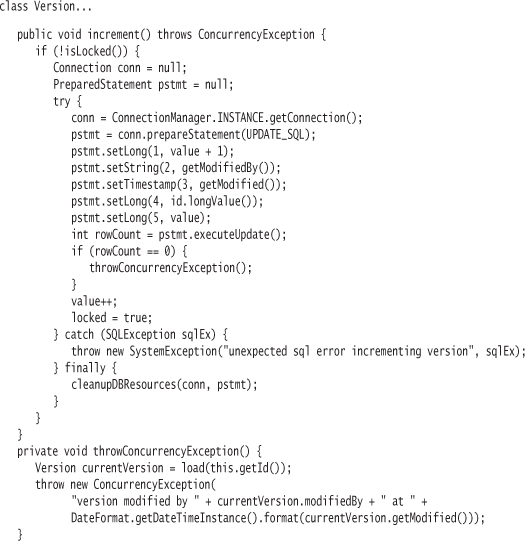 class Version...
public void increment() throws ConcurrencyException {
if (!isLocked()) {
Connection conn = null;
PreparedStatement pstmt = null;
try {
conn = ConnectionManager.INSTANCE.getConnection();
pstmt = conn.prepareStatement(UPDATE_SQL);
pstmt.setLong(1, value + 1);
pstmt.setString(2, getModifiedBy());
pstmt.setTimestamp(3, getModified());
pstmt.setLong(4, id.longValue());
pstmt.setLong(5, value);
int rowCount = pstmt.executeUpdate();
if (rowCount == 0) {
throwConcurrencyException();
}
value++;
locked = true;
} catch (SQLException sqlEx) {
throw new SystemException("unexpected sql error incrementing version", sqlEx);
} finally {
cleanupDBResources(conn, pstmt);
}
}
}
private void throwConcurrencyException() {
Version currentVersion = load(this.getId());
throw new ConcurrencyException(
"version modified by " + currentVersion.modifiedBy + " at " +
DateFormat.getDateTimeInstance().format(currentVersion.getModified()));
}